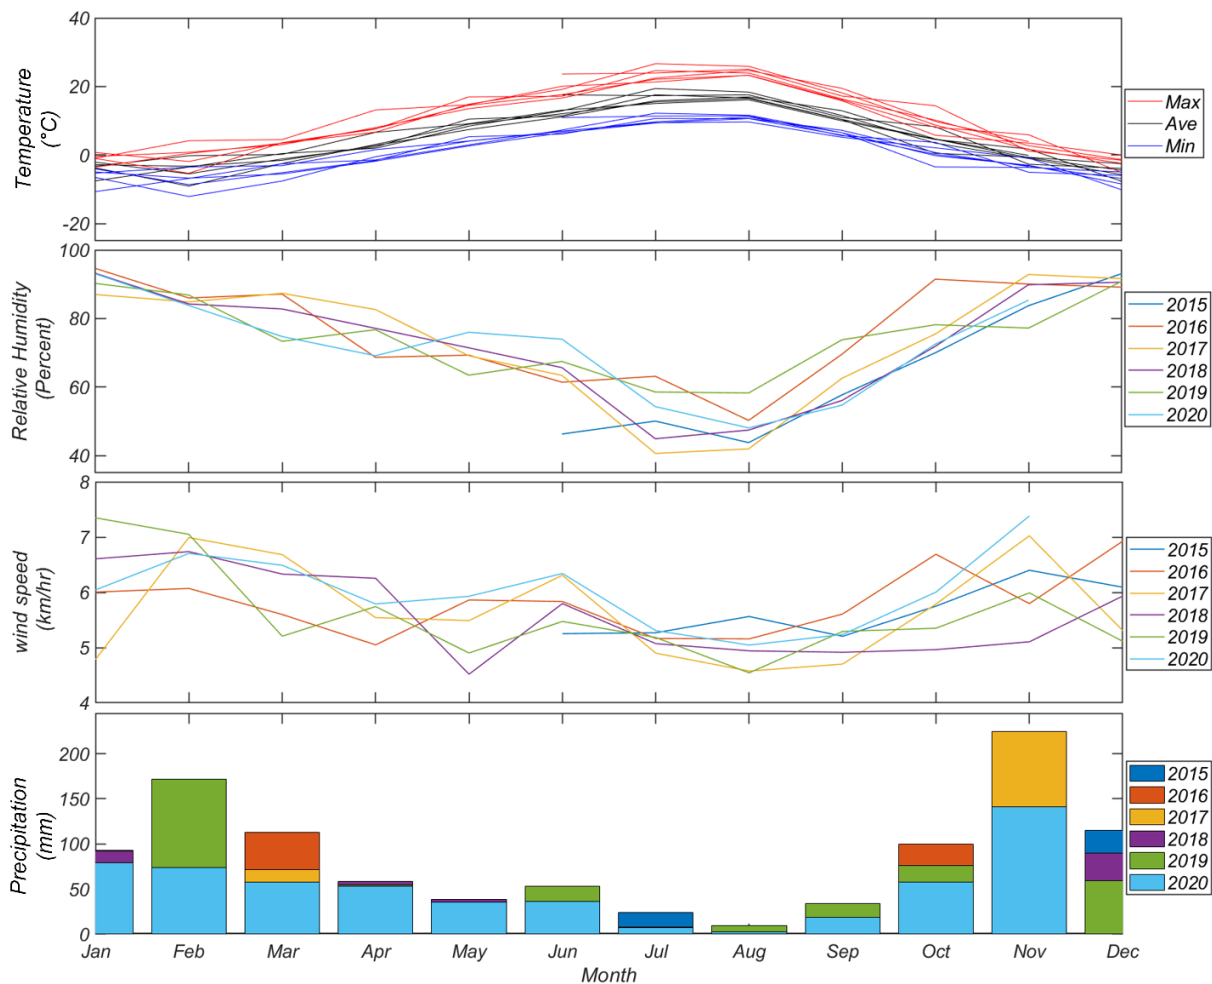 40
20
0
-20
Temperature
(°C)
Max
Ave
Min
100
80
60
40
Relative Humidity
(Percent)
2015
2016
2017
2018
2019
2020
8
7
6
5
4
wind speed
(km/hr)
2015
2016
2017
2018
2019
2020
200
150
100
50
0
Precipitation
(mm)
2015
2016
2017
2018
2019
2020
Jan Feb Mar Apr May Jun Jul Aug Sep Oct Nov Dec
Month